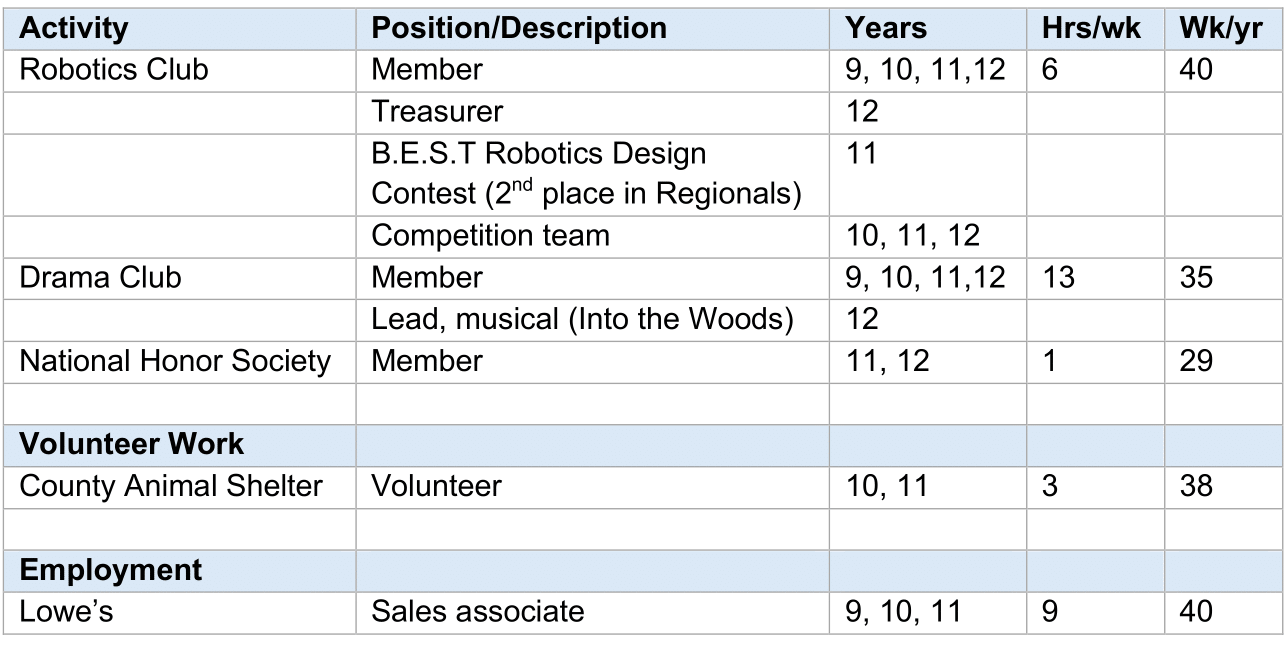 Activity Position/Description Years Hrs/wk Wk/yr
Robotics Club Member 9, 10, 11,12 6 40
Treasurer 12
B.E.S.T Robotics Design 11
Contest (2nd place in Regionals)
Competition team 10, 11, 12
Drama Club Member 9, 10, 11,12 13 35
Lead, musical (Into the Woods) 12
National Honor Society Member 11, 12 1 29
Volunteer Work
County Animal Shelter Volunteer 10, 11 3 38
Employment
Lowe’s Sales associate 9, 10, 11 9 40